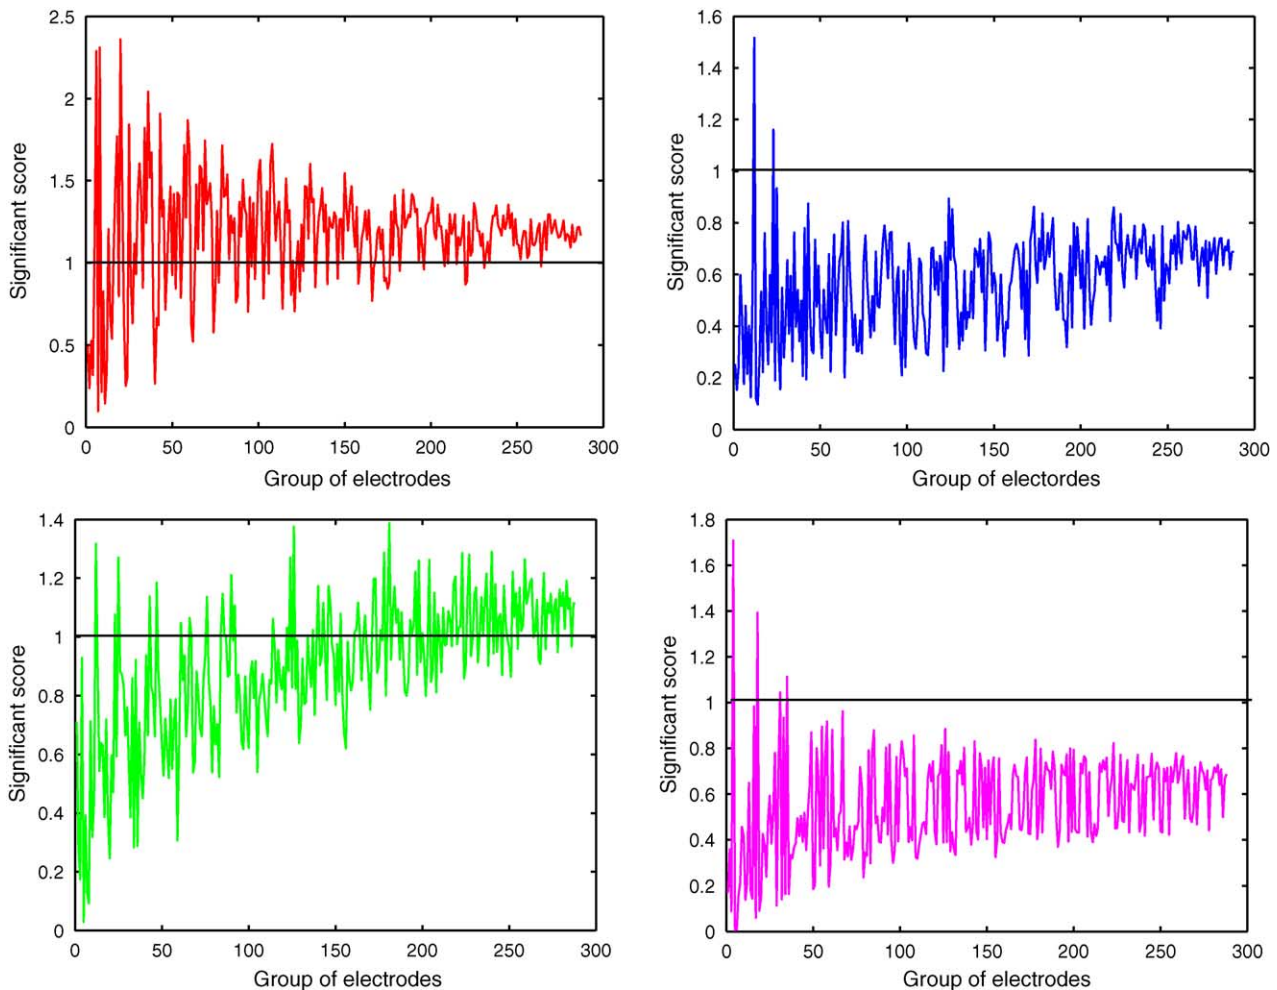 2.5
2
1.5
1
0.5
0
0 50 100 150 200 250 300
Significant score
Group of electrodes
1.6
1.4
1.2
1
0.8
0.6
0.4
0.2
0
0 50 100 150 200 250 300
Significant score
Group of electordes
1.4
1.2
1
0.8
0.6
0.4
0.2
0
0 50 100 150 200 250 300
Significant score
Group of electrodes
1.8
1.6
1.4
1.2
1
0.8
0.6
0.4
0.2
0
0 50 100 150 200 250 300
Significant score
Group of electrodes